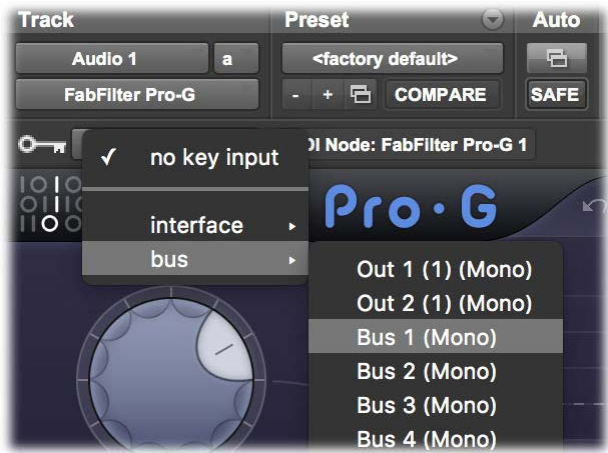 Track Preset Auto
Audio 1 a <factory default>
FabFilter Pro-G - + COMPARE SAFE
✓ no key input DI Node: FabFilter Pro-G 1
Pro·G
interface
bus
Out 1 (1) (Mono)
Out 2 (1) (Mono)
Bus 1 (Mono)
Bus 2 (Mono)
Bus 3 (Mono)
Bus 4 (Mono)